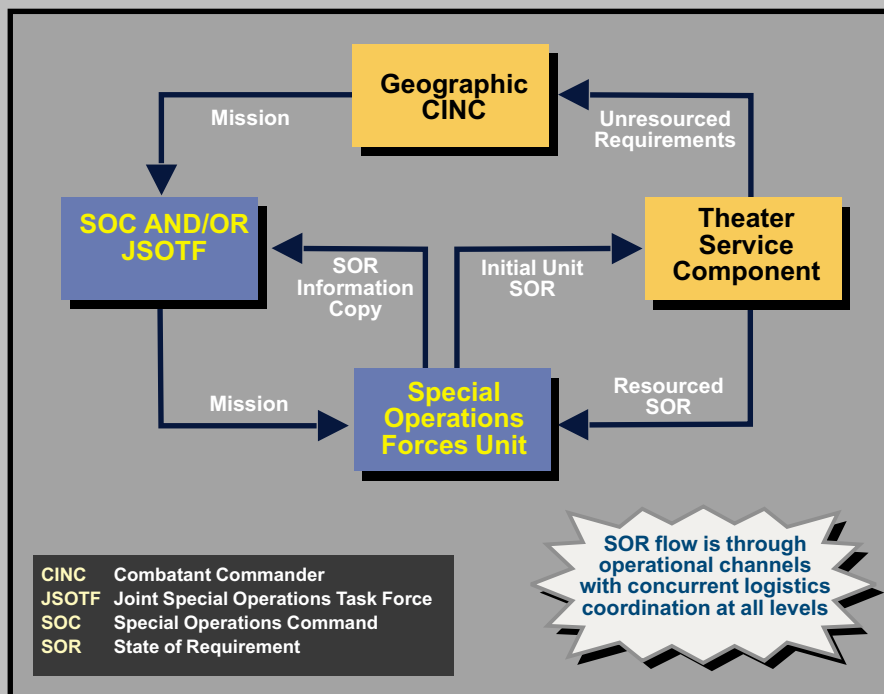 Geographic
CINC
Mission
Unresourced
Requirements
SOC AND/OR
JSOTF
Theater
Service
Component
SOR
Information
Copy
Initial Unit
SOR
Mission
Special
Operations
Forces Unit
Resourced
SOR
CINC Combatant Commander
JSOTF Joint Special Operations Task Force
SOC Special Operations Command
SOR State of Requirement
SOR flow is through
operational channels
with concurrent logistics
coordination at all levels